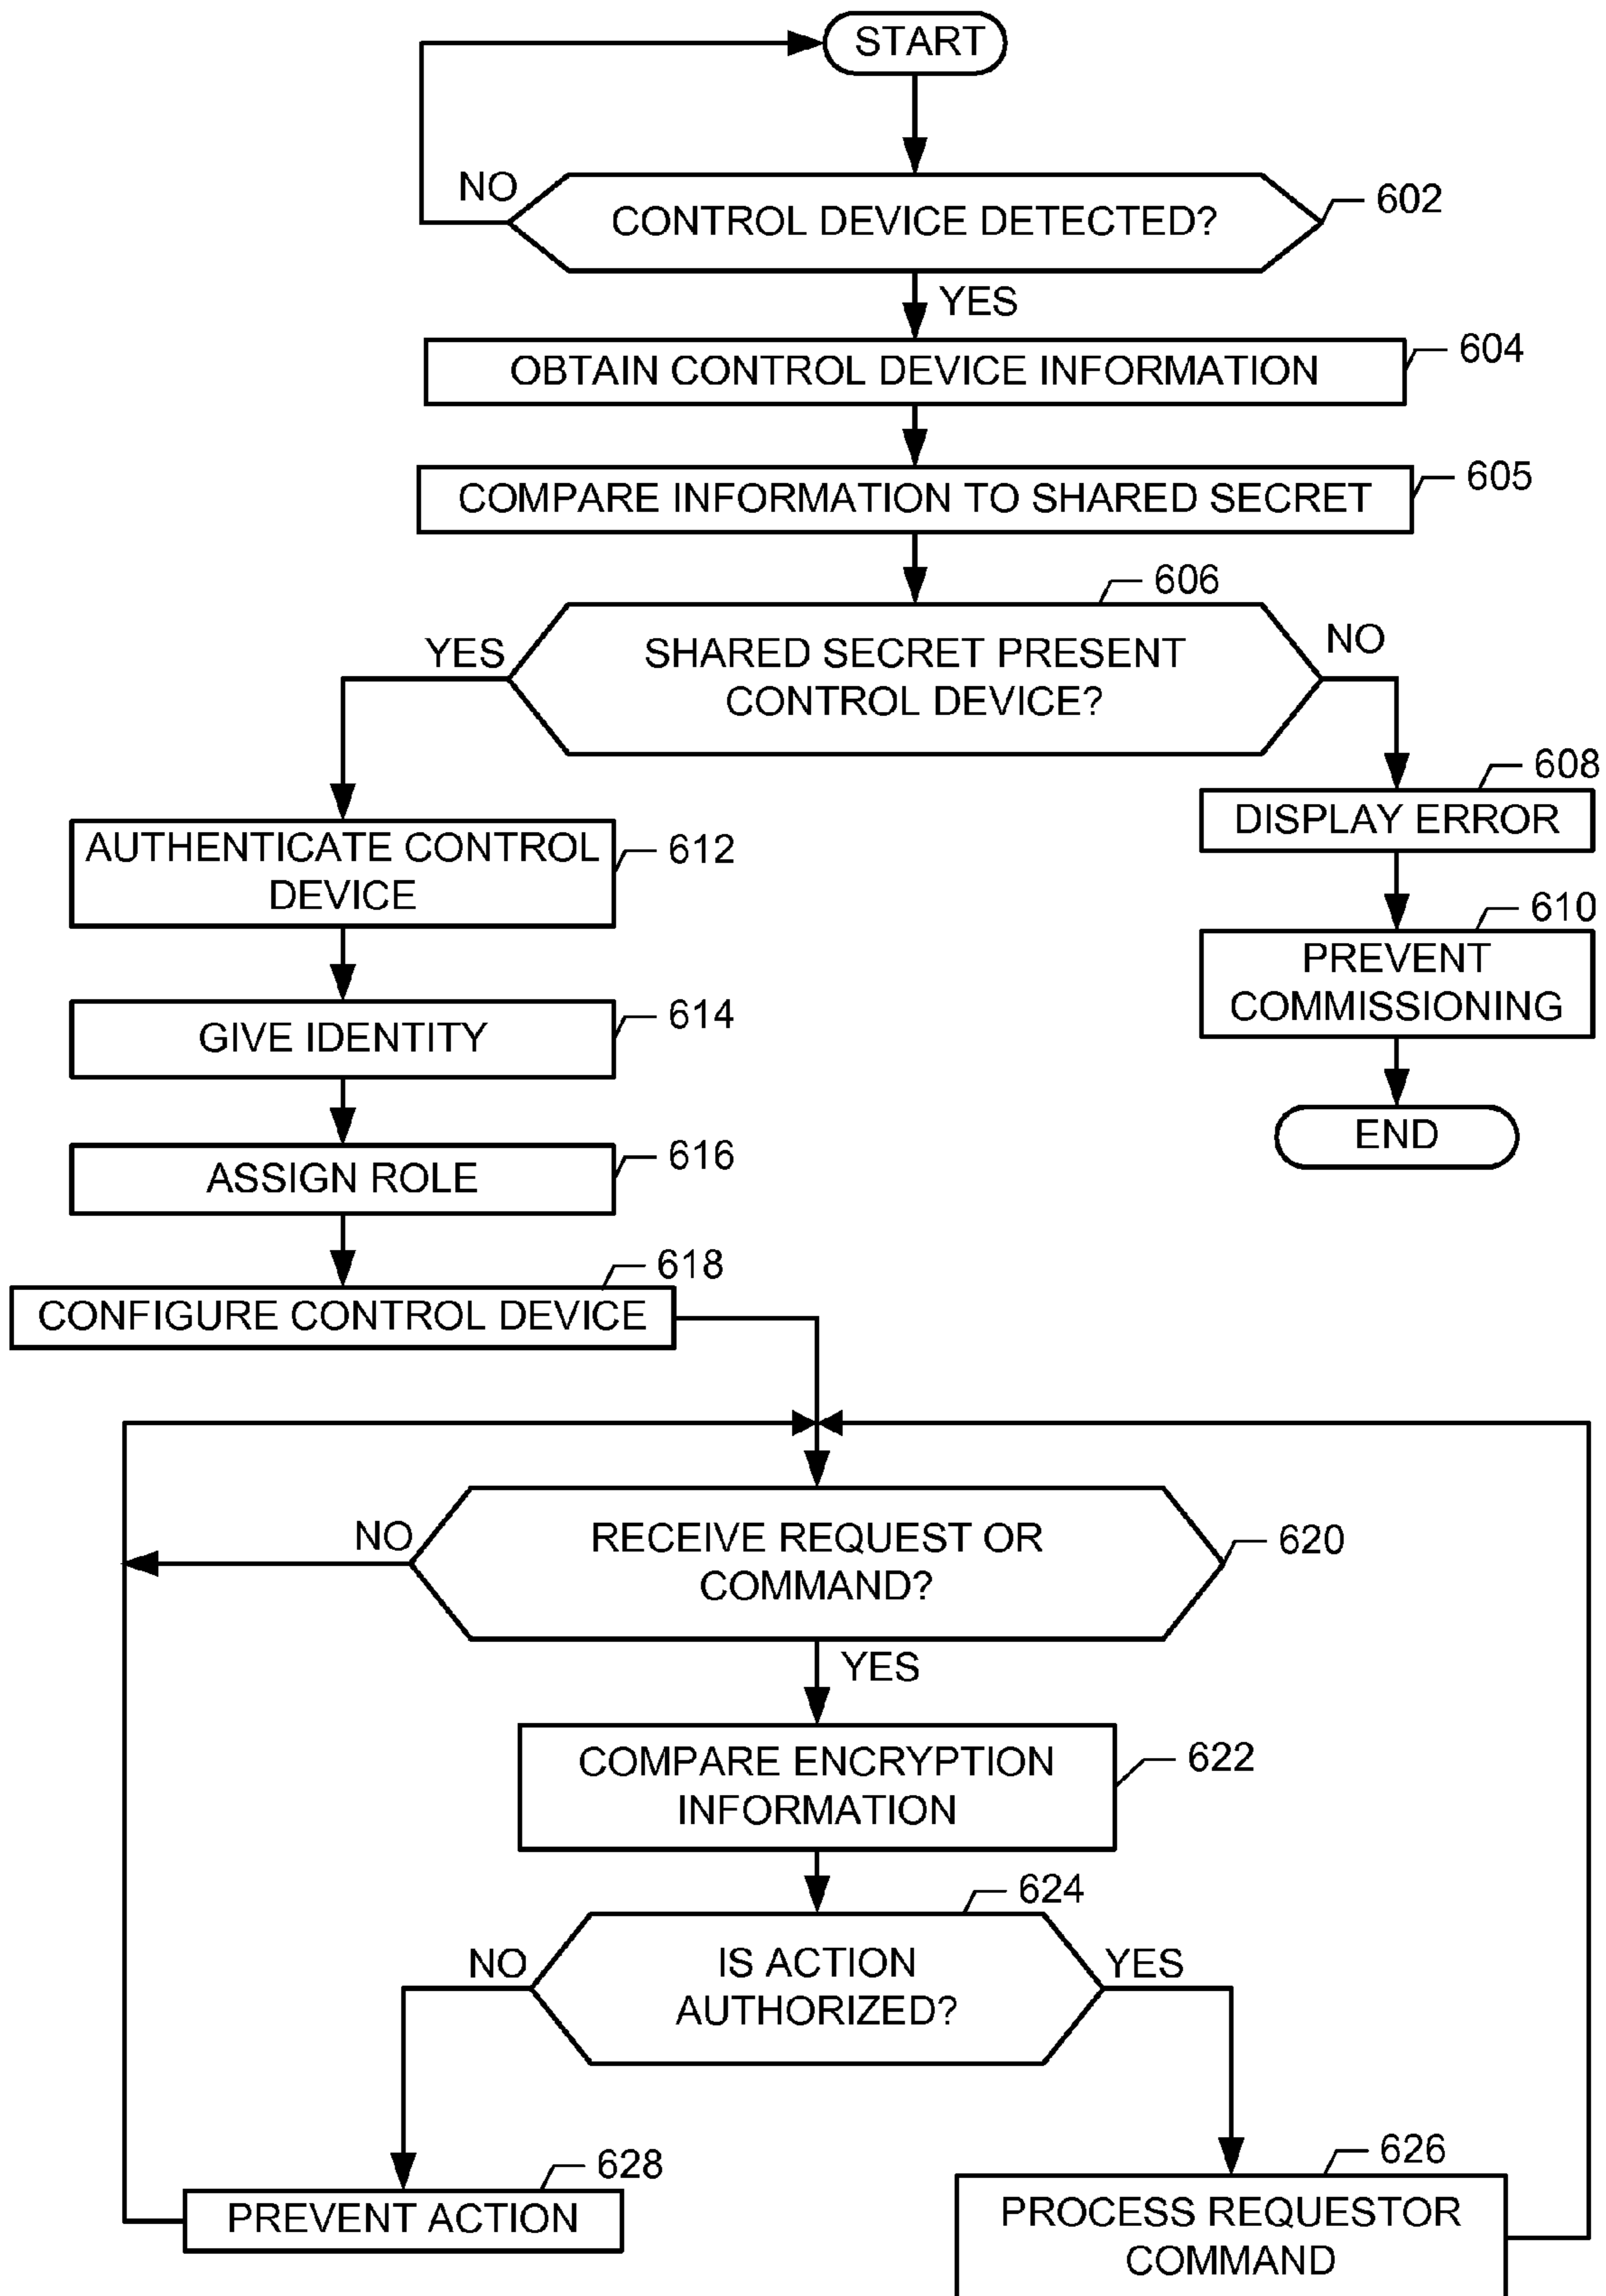 START
NO
CONTROL DEVICE DETECTED?
602
YES
OBTAIN CONTROL DEVICE INFORMATION
604
COMPARE INFORMATION TO SHARED SECRET
605
606
YES
SHARED SECRET PRESENT
CONTROL DEVICE?
NO
608
DISPLAY ERROR
610
PREVENT
COMMISSIONING
END
AUTHENTICATE CONTROL
DEVICE
612
GIVE IDENTITY
614
ASSIGN ROLE
616
618
CONFIGURE CONTROL DEVICE
NO
RECEIVE REQUEST OR
COMMAND?
620
YES
COMPARE ENCRYPTION
INFORMATION
622
624
NO
IS ACTION
AUTHORIZED?
YES
628
PREVENT ACTION
626
PROCESS REQUESTOR
COMMAND